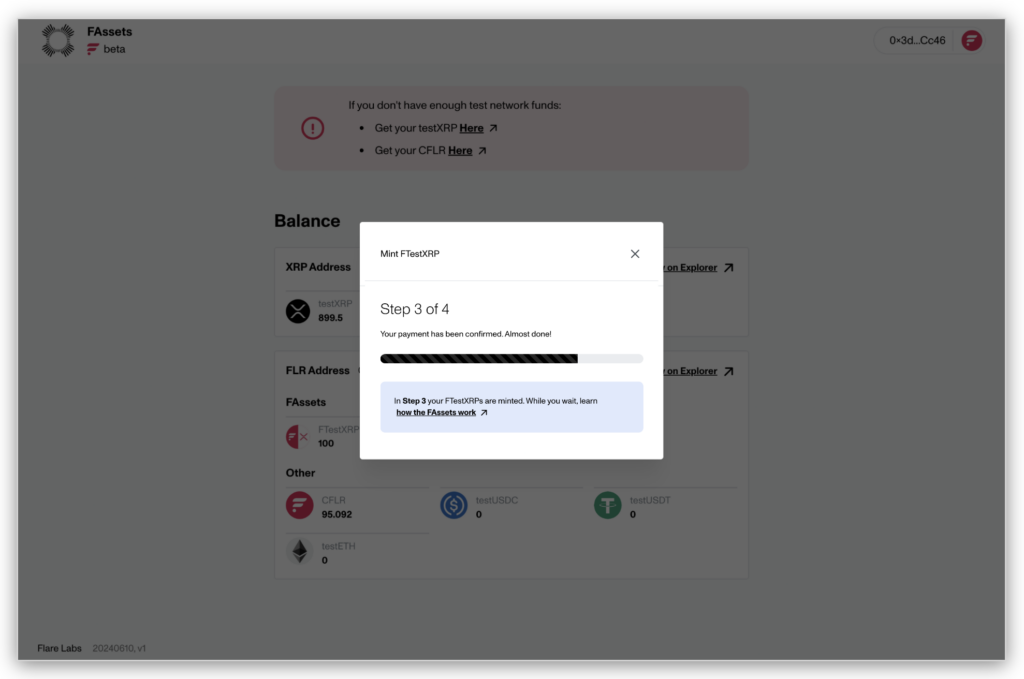 FAssets
beta
0×3d...Cc46
If you don't have enough test network funds:
• Get your testXRP Here ↗
• Get your CFLR Here ↗
Balance
Mint FTestXRP
XRP Address
on Explorer ↗
testXRP
899.5
Step 3 of 4
Your payment has been confirmed. Almost done!
FLR Address
on Explorer ↗
FAssets
In Step 3 your FTestXRPs are minted. While you wait, learn
how the FAssets work ↗
FTestXRP
100
Other
CFLR
95.092
testUSDC
0
testUSDT
0
testETH
0
Flare Labs 20240610, v1